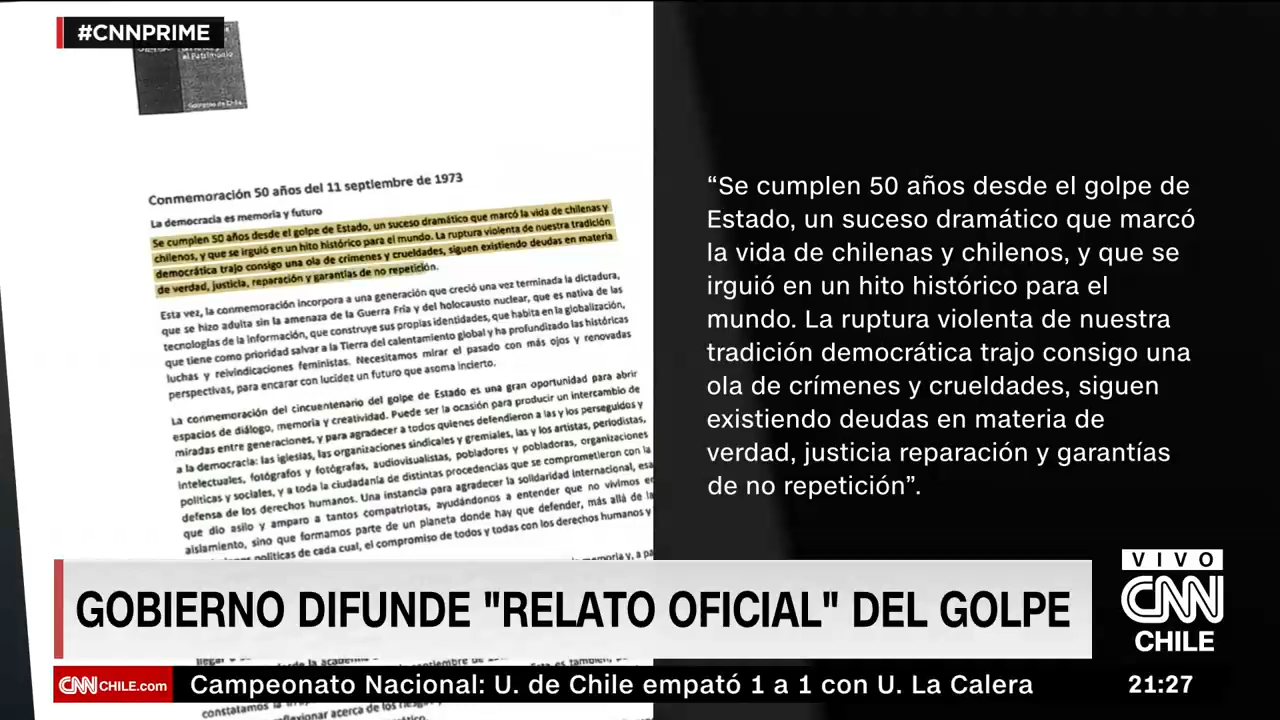 #CNNPRIME
el Patrimonio
Gobierno de Chile
Conmemoración 50 años del 11 septiembre de 1973
La democracia es memoria y futuro
Se cumplen 50 años desde el golpe de Estado, un suceso dramático que marcó la vida de chilenas y
chilenos, y que se irguió en un hito histórico para el mundo. La ruptura violenta de nuestra tradición
democrática trajo consigo una ola de crímenes y crueldades, siguen existiendo deudas en materia
de verdad, justicia, reparación y garantías de no repetición.
Esta vez, la conmemoración incorpora a una generación que creció una vez terminada la dictadura,
que se hizo adulta sin la amenaza de la Guerra Fría y del holocausto nuclear, que es nativa de las
tecnologías de la información, que construye sus propias identidades, que habita en la globalización,
que tiene como prioridad salvar a la Tierra del calentamiento global y ha profundizado las históricas
luchas y reivindicaciones feministas. Necesitamos mirar el pasado con más ojos y renovadas
perspectivas, para encarar con lucidez un futuro que asoma incierto.
La conmemoración del cincuentenario del golpe de Estado es una gran oportunidad para abrir
espacios de diálogo, memoria y creatividad. Puede ser la ocasión para producir un intercambio de
miradas entre generaciones, y para agradecer a todos quienes defendieron a las y los perseguidos y
a la democracia: las iglesias, las organizaciones sindicales y gremiales, las y los artistas, periodistas,
intelectuales, fotógrafos y fotógrafas, audiovisualistas, pobladores y pobladoras, organizaciones
políticas y sociales, y a toda la ciudadanía de distintas procedencias que se comprometieron con la
defensa de los derechos humanos. Una instancia para agradecer la solidaridad internacional, esa
que dio asilo y amparo a tantos compatriotas, ayudándonos a entender que no vivimos en
aislamiento, sino que formamos parte de un planeta donde hay que defender, más allá de la
políticas de cada cual, el compromiso de todos y todas con los derechos humanos y
memoria y, a pa
“Se cumplen 50 años desde el golpe de
Estado, un suceso dramático que marcó
la vida de chilenas y chilenos, y que se
irguió en un hito histórico para el
mundo. La ruptura violenta de nuestra
tradición democrática trajo consigo una
ola de crímenes y crueldades, siguen
existiendo deudas en materia de
verdad, justicia reparación y garantías
de no repetición”.
GOBIERNO DIFUNDE "RELATO OFICIAL" DEL GOLPE
VIVO
CNN
CHILE
CNNCHILE.com
Campeonato Nacional: U. de Chile empató 1 a 1 con U. La Calera
21:27